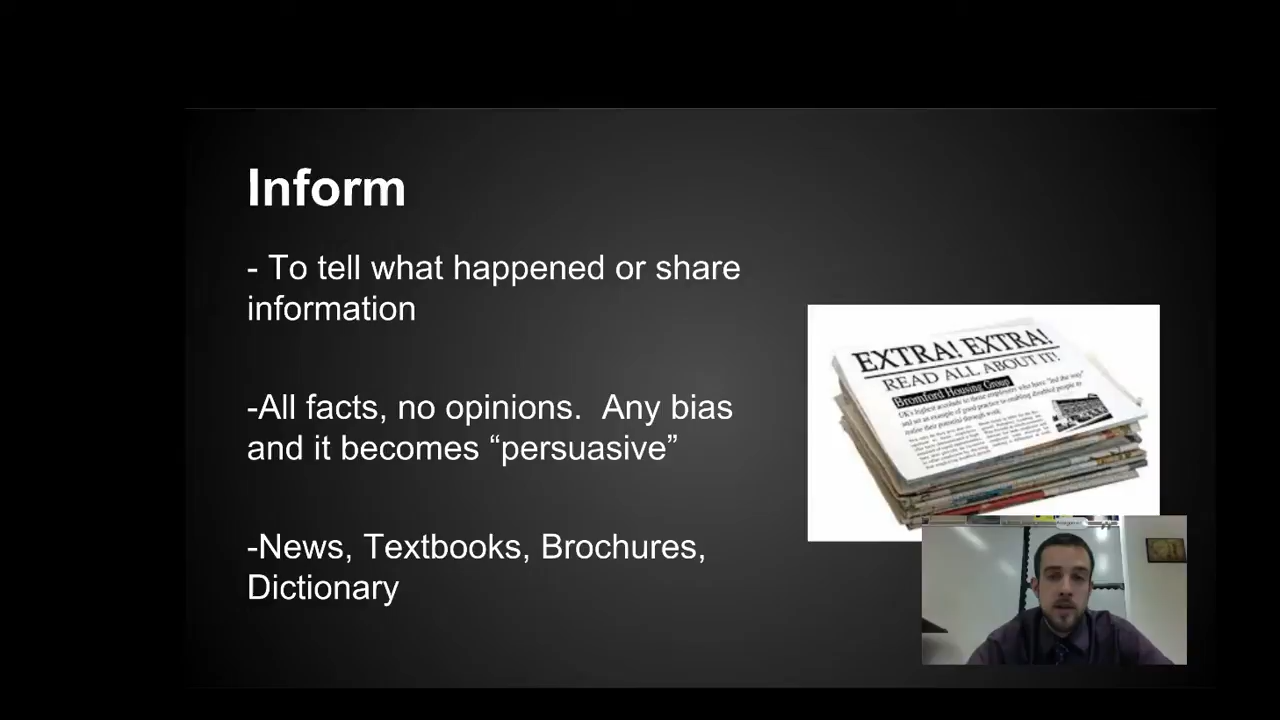 Inform
- To tell what happened or share
information
-All facts, no opinions.  Any bias
and it becomes “persuasive”
-News, Textbooks, Brochures,
Dictionary
EXTRA! EXTRA!
READ ALL ABOUT IT!
Bromford Housing Group